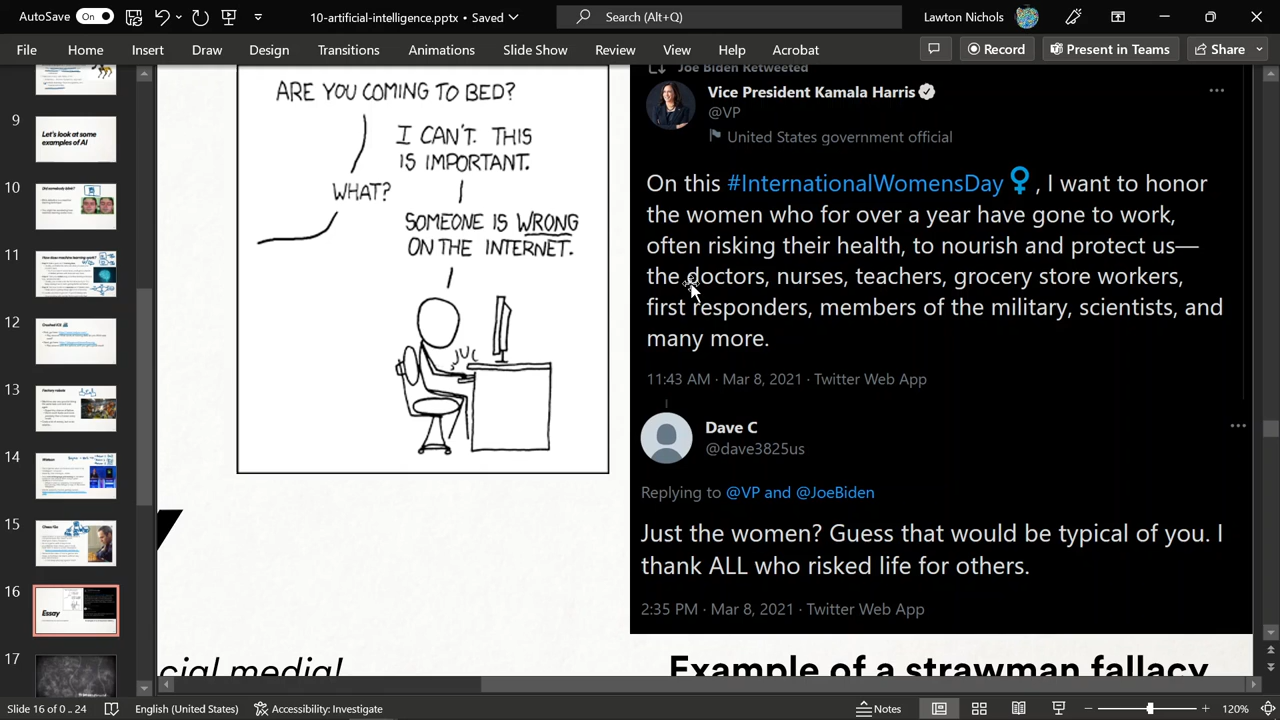 AutoSave On 10-artificial-intelligence.pptx • Saved Search (Alt+Q) Lawton Nichols
File Home Insert Draw Design Transitions Animations Slide Show Review View Help Acrobat Record Present in Teams Share
9
Let's look at some
examples of AI
10
11
12
13
14
Watson
15
Chess/Go
16
Essay
17
ARE YOU COMING TO BED?
I CAN'T. THIS
IS IMPORTANT.
WHAT?
SOMEONE IS WRONG
ON THE INTERNET.
Joe Biden Tweeted
Vice President Kamala Harris
@VP
United States government official
On this #InternationalWomensDay ♀, I want to honor
the women who for over a year have gone to work,
often risking their health, to nourish and protect us—
the doctors, nurses, teachers, grocery store workers,
first responders, members of the military, scientists, and
many more.
11:43 AM · Mar 8, 2021 · Twitter Web App
Dave C
@dave3825us
Replying to @VP and @JoeBiden
Just the women? Guess that would be typical of you. I
thank ALL who risked life for others.
2:35 PM · Mar 8, 2021 · Twitter Web App
cial media!
Example of a strawman fallacy
Slide 16 of 0 .. 24 English (United States) Accessibility: Investigate Notes 120%